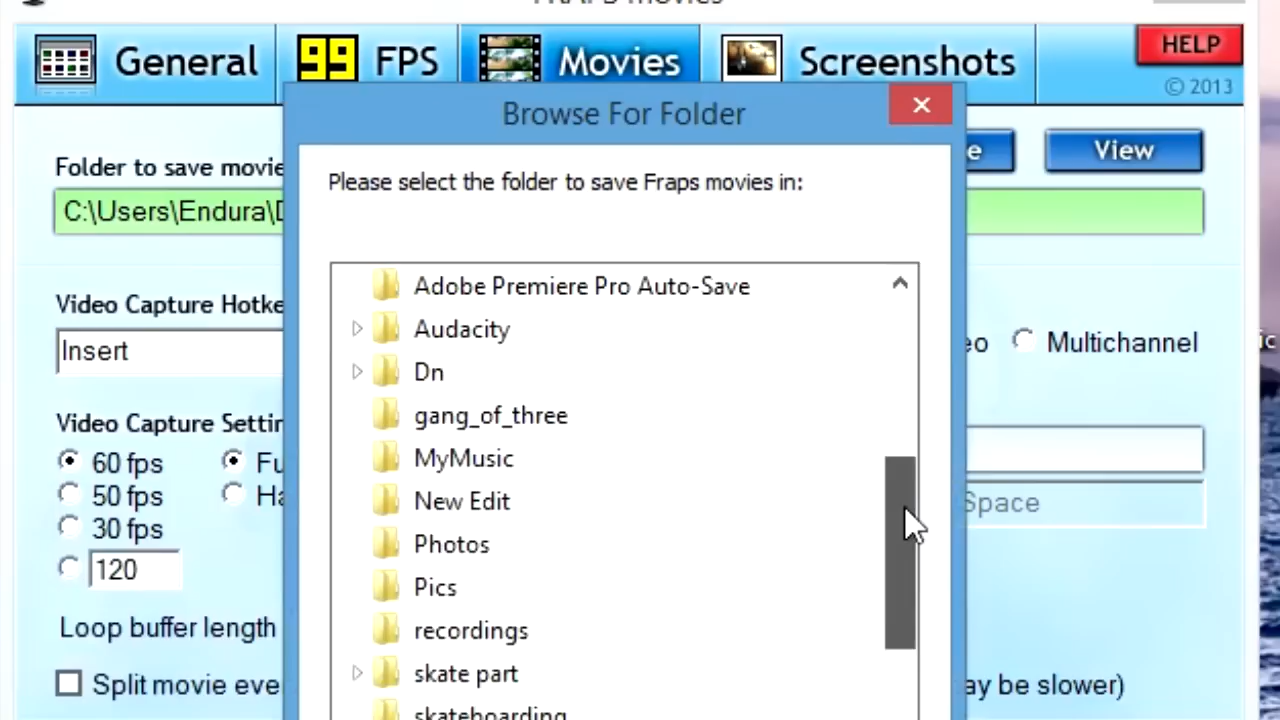 FRAPS movies
General
99 FPS
Movies
Screenshots
HELP
© 2013
Browse For Folder
View
Folder to save movie
Please select the folder to save Fraps movies in:
C:\Users\Endura\
Adobe Premiere Pro Auto-Save
Video Capture Hotke
Audacity
Insert
Multichannel
Dn
gang_of_three
Video Capture Settin
MyMusic
60 fps
50 fps
New Edit
Space
30 fps
Photos
120
Pics
Loop buffer length
recordings
skate part
Split movie eve
ay be slower)
skateboarding